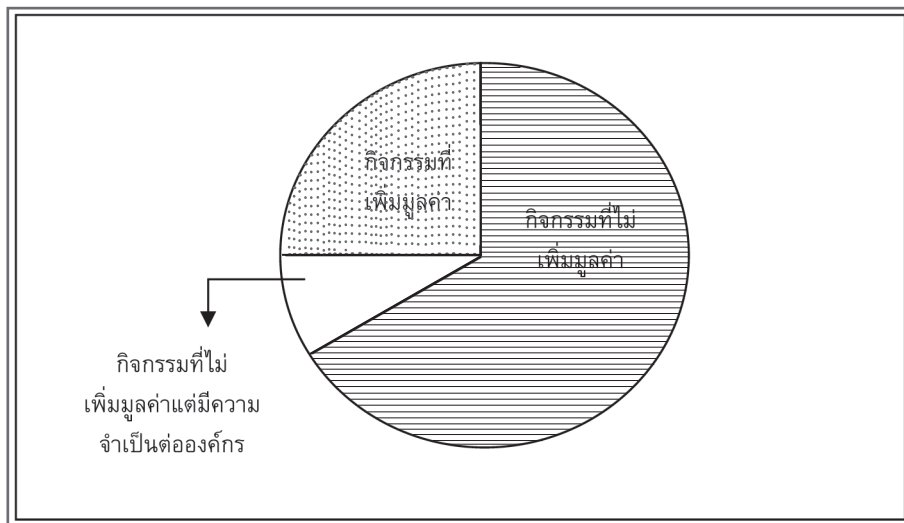 กิจกรรมที่
เพิ่มมูลค่า
กิจกรรมที่ไม่
เพิ่มมูลค่า
กิจกรรมที่ไม่
เพิ่มมูลค่าแต่มีความ
จำเป็นต่อองค์กร